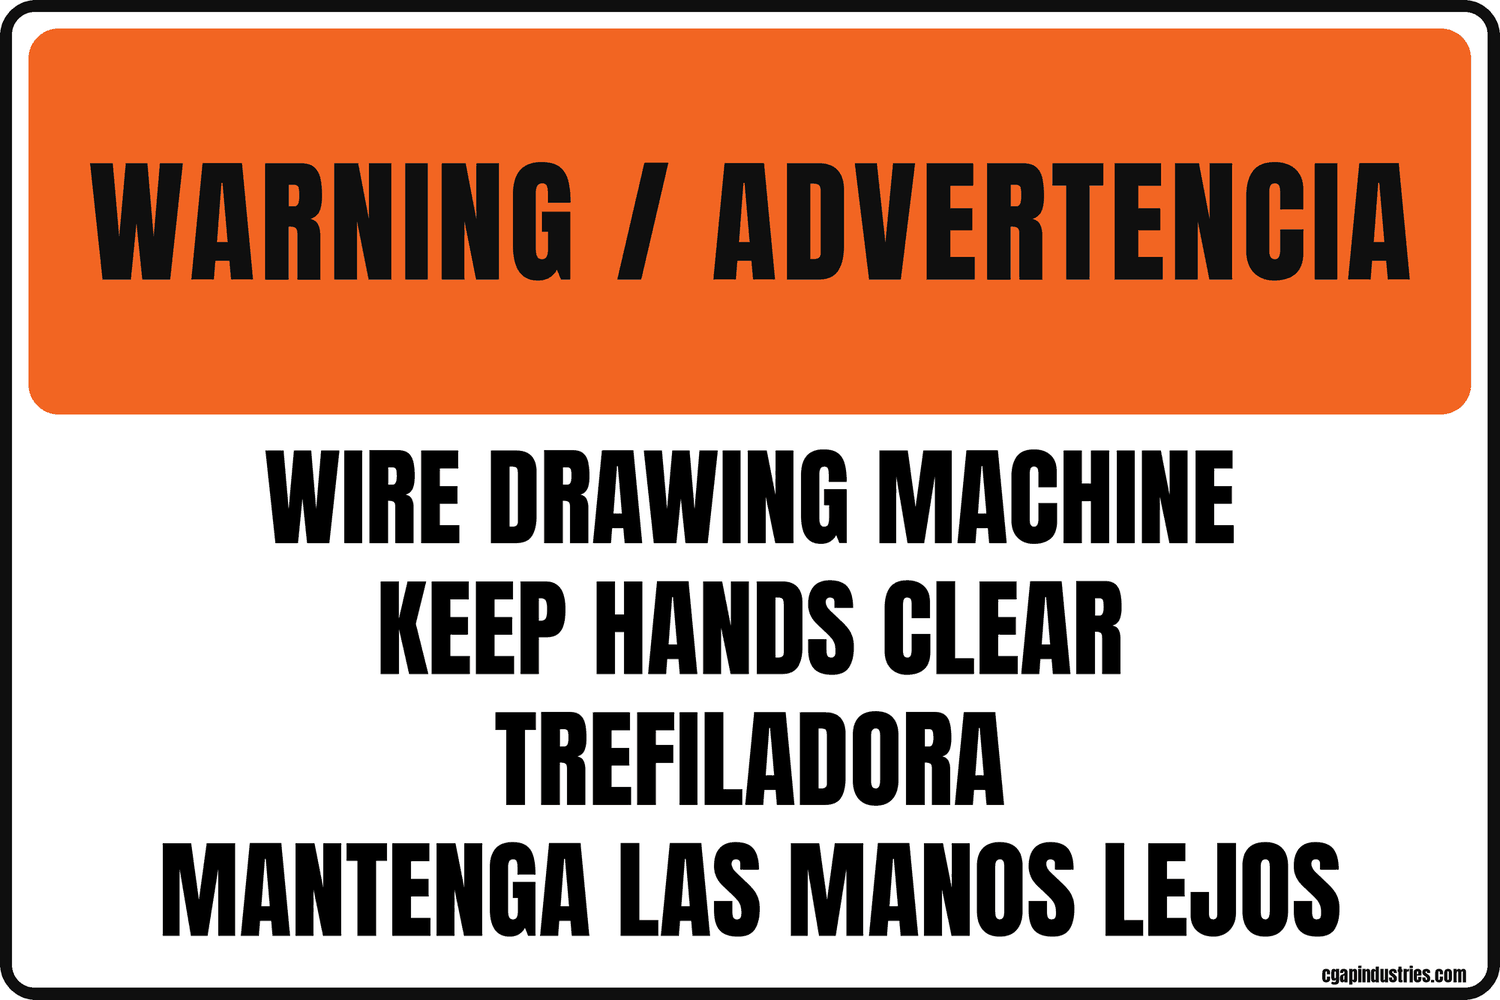 WARNING / ADVERTENCIA
WIRE DRAWING MACHINE
KEEP HANDS CLEAR
TREFILADORA
MANTENGA LAS MANOS LEJOS
cgapindustries.com